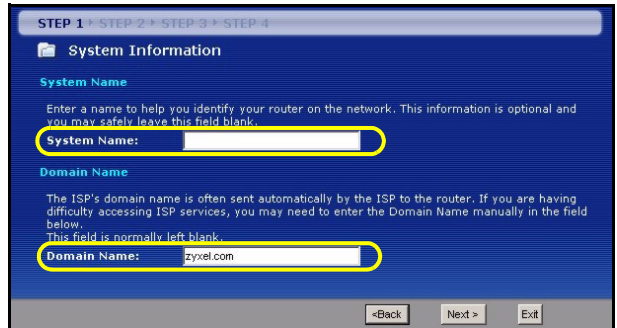 STEP 1 › STEP 2 › STEP 3 › STEP 4
System Information
System Name
Enter a name to help you identify your router on the network. This information is optional and
you may safely leave this field blank.
System Name:
Domain Name
The ISP's domain name is often sent automatically by the ISP to the router. If you are having
difficulty accessing ISP services, you may need to enter the Domain Name manually in the field
below.
This field is normally left blank.
Domain Name: zyxel.com
<Back Next > Exit